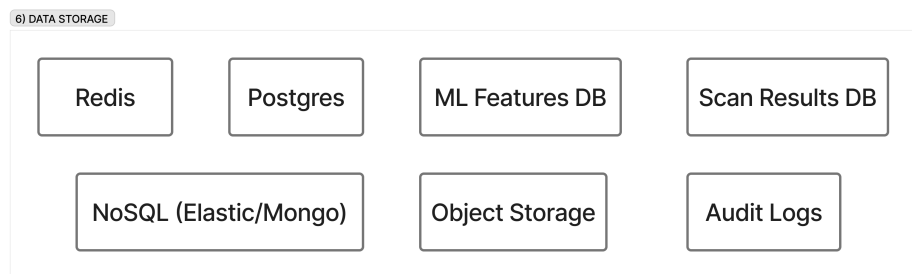 6) DATA STORAGE
Redis
Postgres
ML Features DB
Scan Results DB
NoSQL (Elastic/Mongo)
Object Storage
Audit Logs